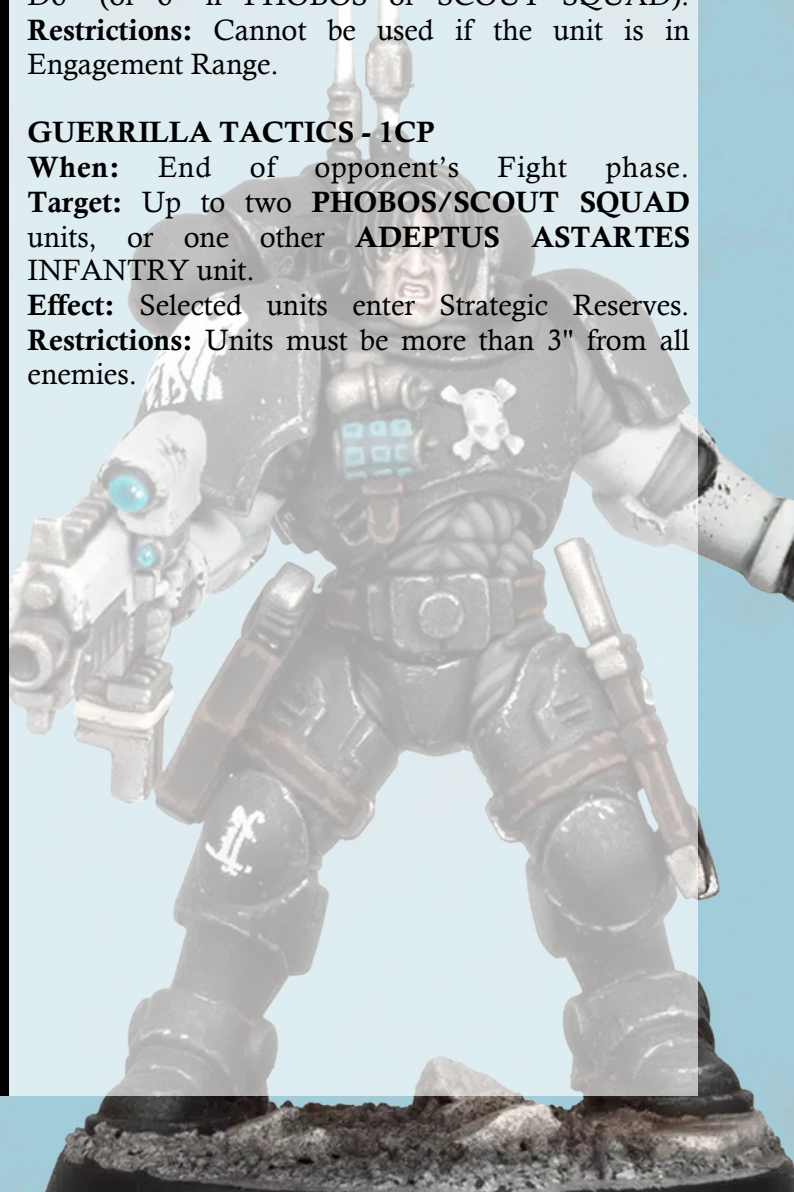 Restrictions: Cannot be used if the unit is in
Engagement Range.
GUERRILLA TACTICS - 1CP
When: End of opponent's Fight phase.
Target: Up to two PHOBOS/SCOUT SQUAD
units, or one other ADEPTUS ASTARTES
INFANTRY unit.
Effect: Selected units enter Strategic Reserves.
Restrictions: Units must be more than 3" from all
enemies.